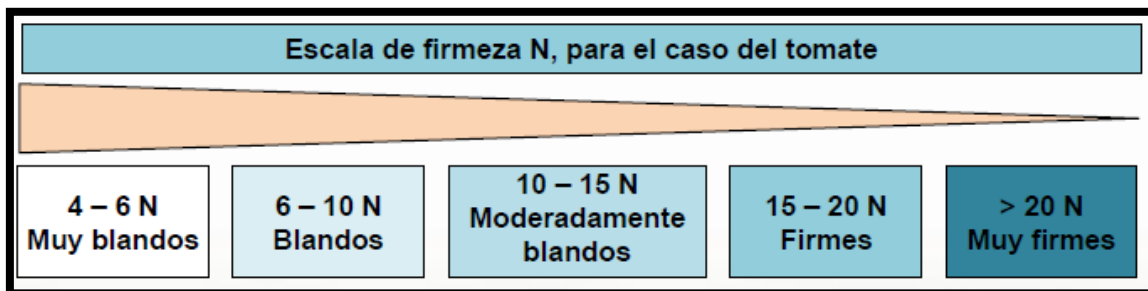 Escala de firmeza N, para el caso del tomate
4 – 6 N
Muy blandos
6 – 10 N
Blandos
10 – 15 N
Moderadamente
blandos
15 – 20 N
Firmes
> 20 N
Muy firmes